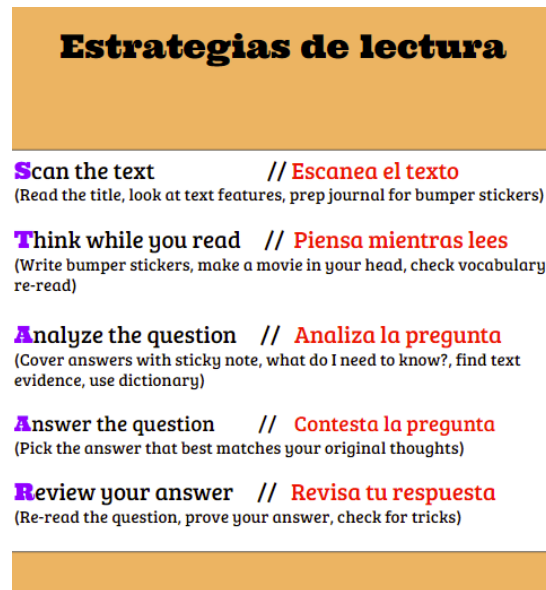 Estrategias de lectura
Scan the text // Escanea el texto
(Read the title, look at text features, prep journal for bumper stickers)
Think while you read // Piensa mientras lees
(Write bumper stickers, make a movie in your head, check vocabulary
re-read)
Analyze the question // Analiza la pregunta
(Cover answers with sticky note, what do I need to know?, find text
evidence, use dictionary)
Answer the question // Contesta la pregunta
(Pick the answer that best matches your original thoughts)
Review your answer // Revisa tu respuesta
(Re-read the question, prove your answer, check for tricks)